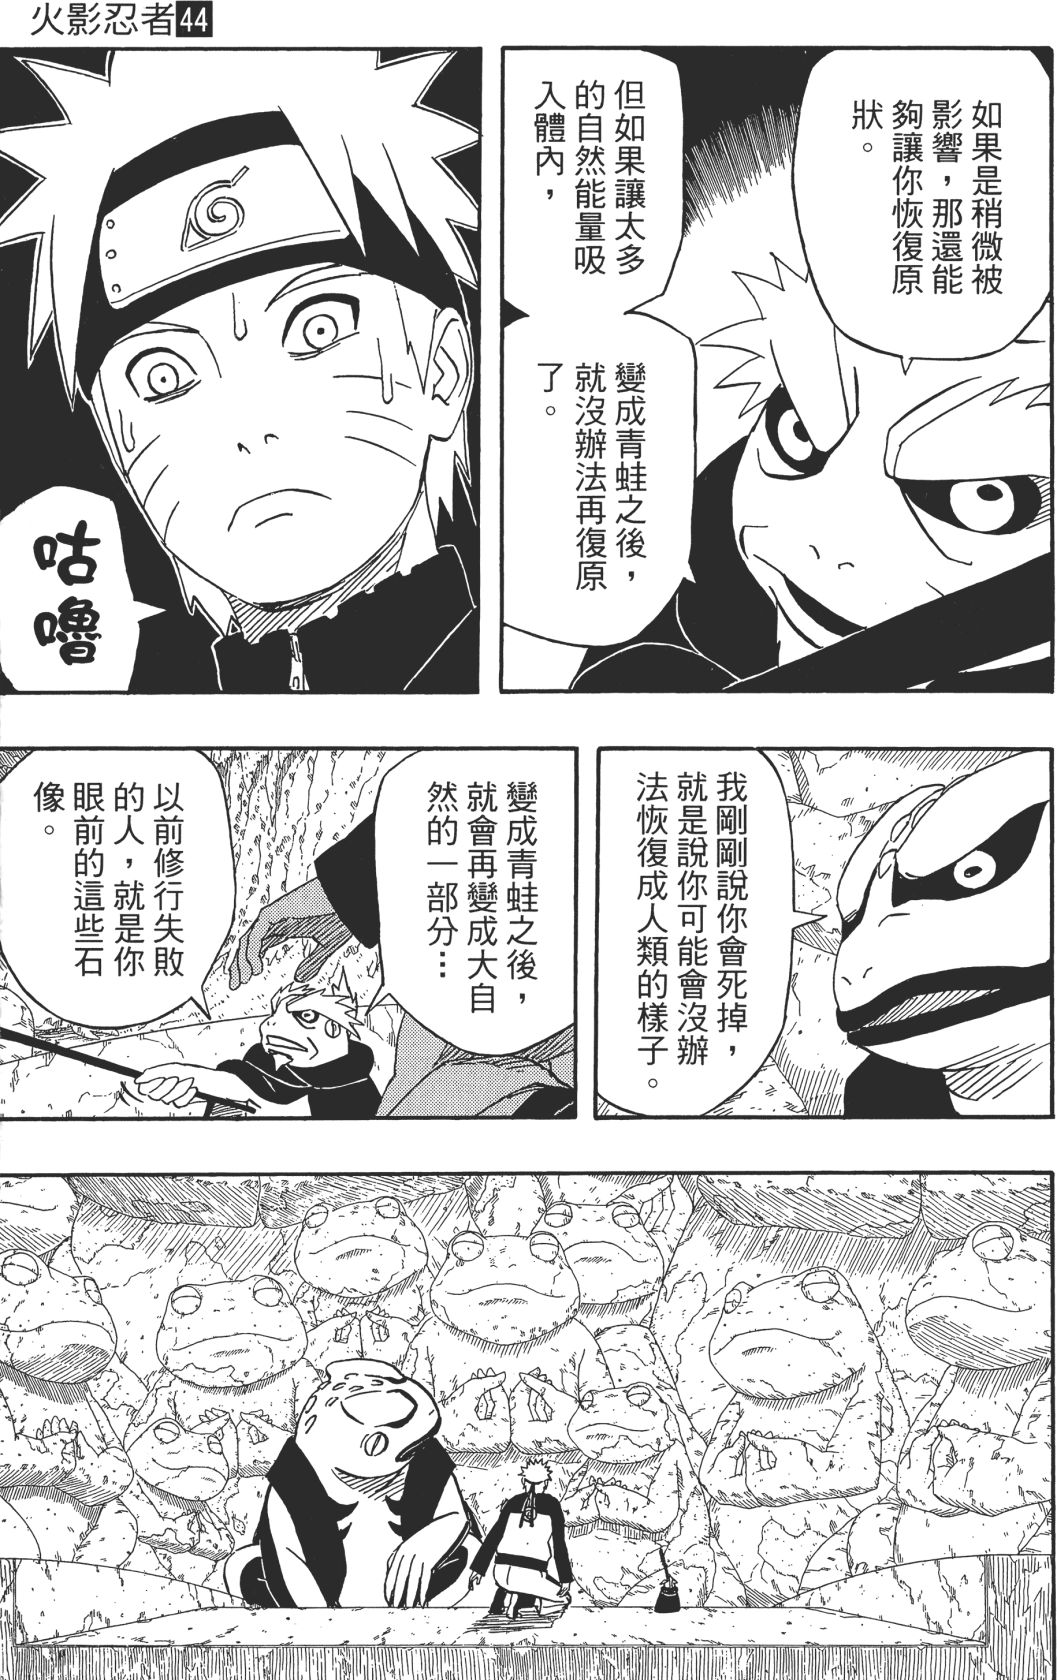 火影忍者44
如果是稍微被
影響，那還能
夠讓你恢復原
狀。
但如果讓太多
的自然能量吸
入體內，
變成青蛙之後，
就沒辦法再復原
了。
咕嚕
我剛剛說你會死掉，
就是說你可能會沒辦
法恢復成人類的樣子。
變成青蛙之後，
就會再變成大自
然的一部分…
以前修行失敗
的人，就是你
眼前的這些石
像。